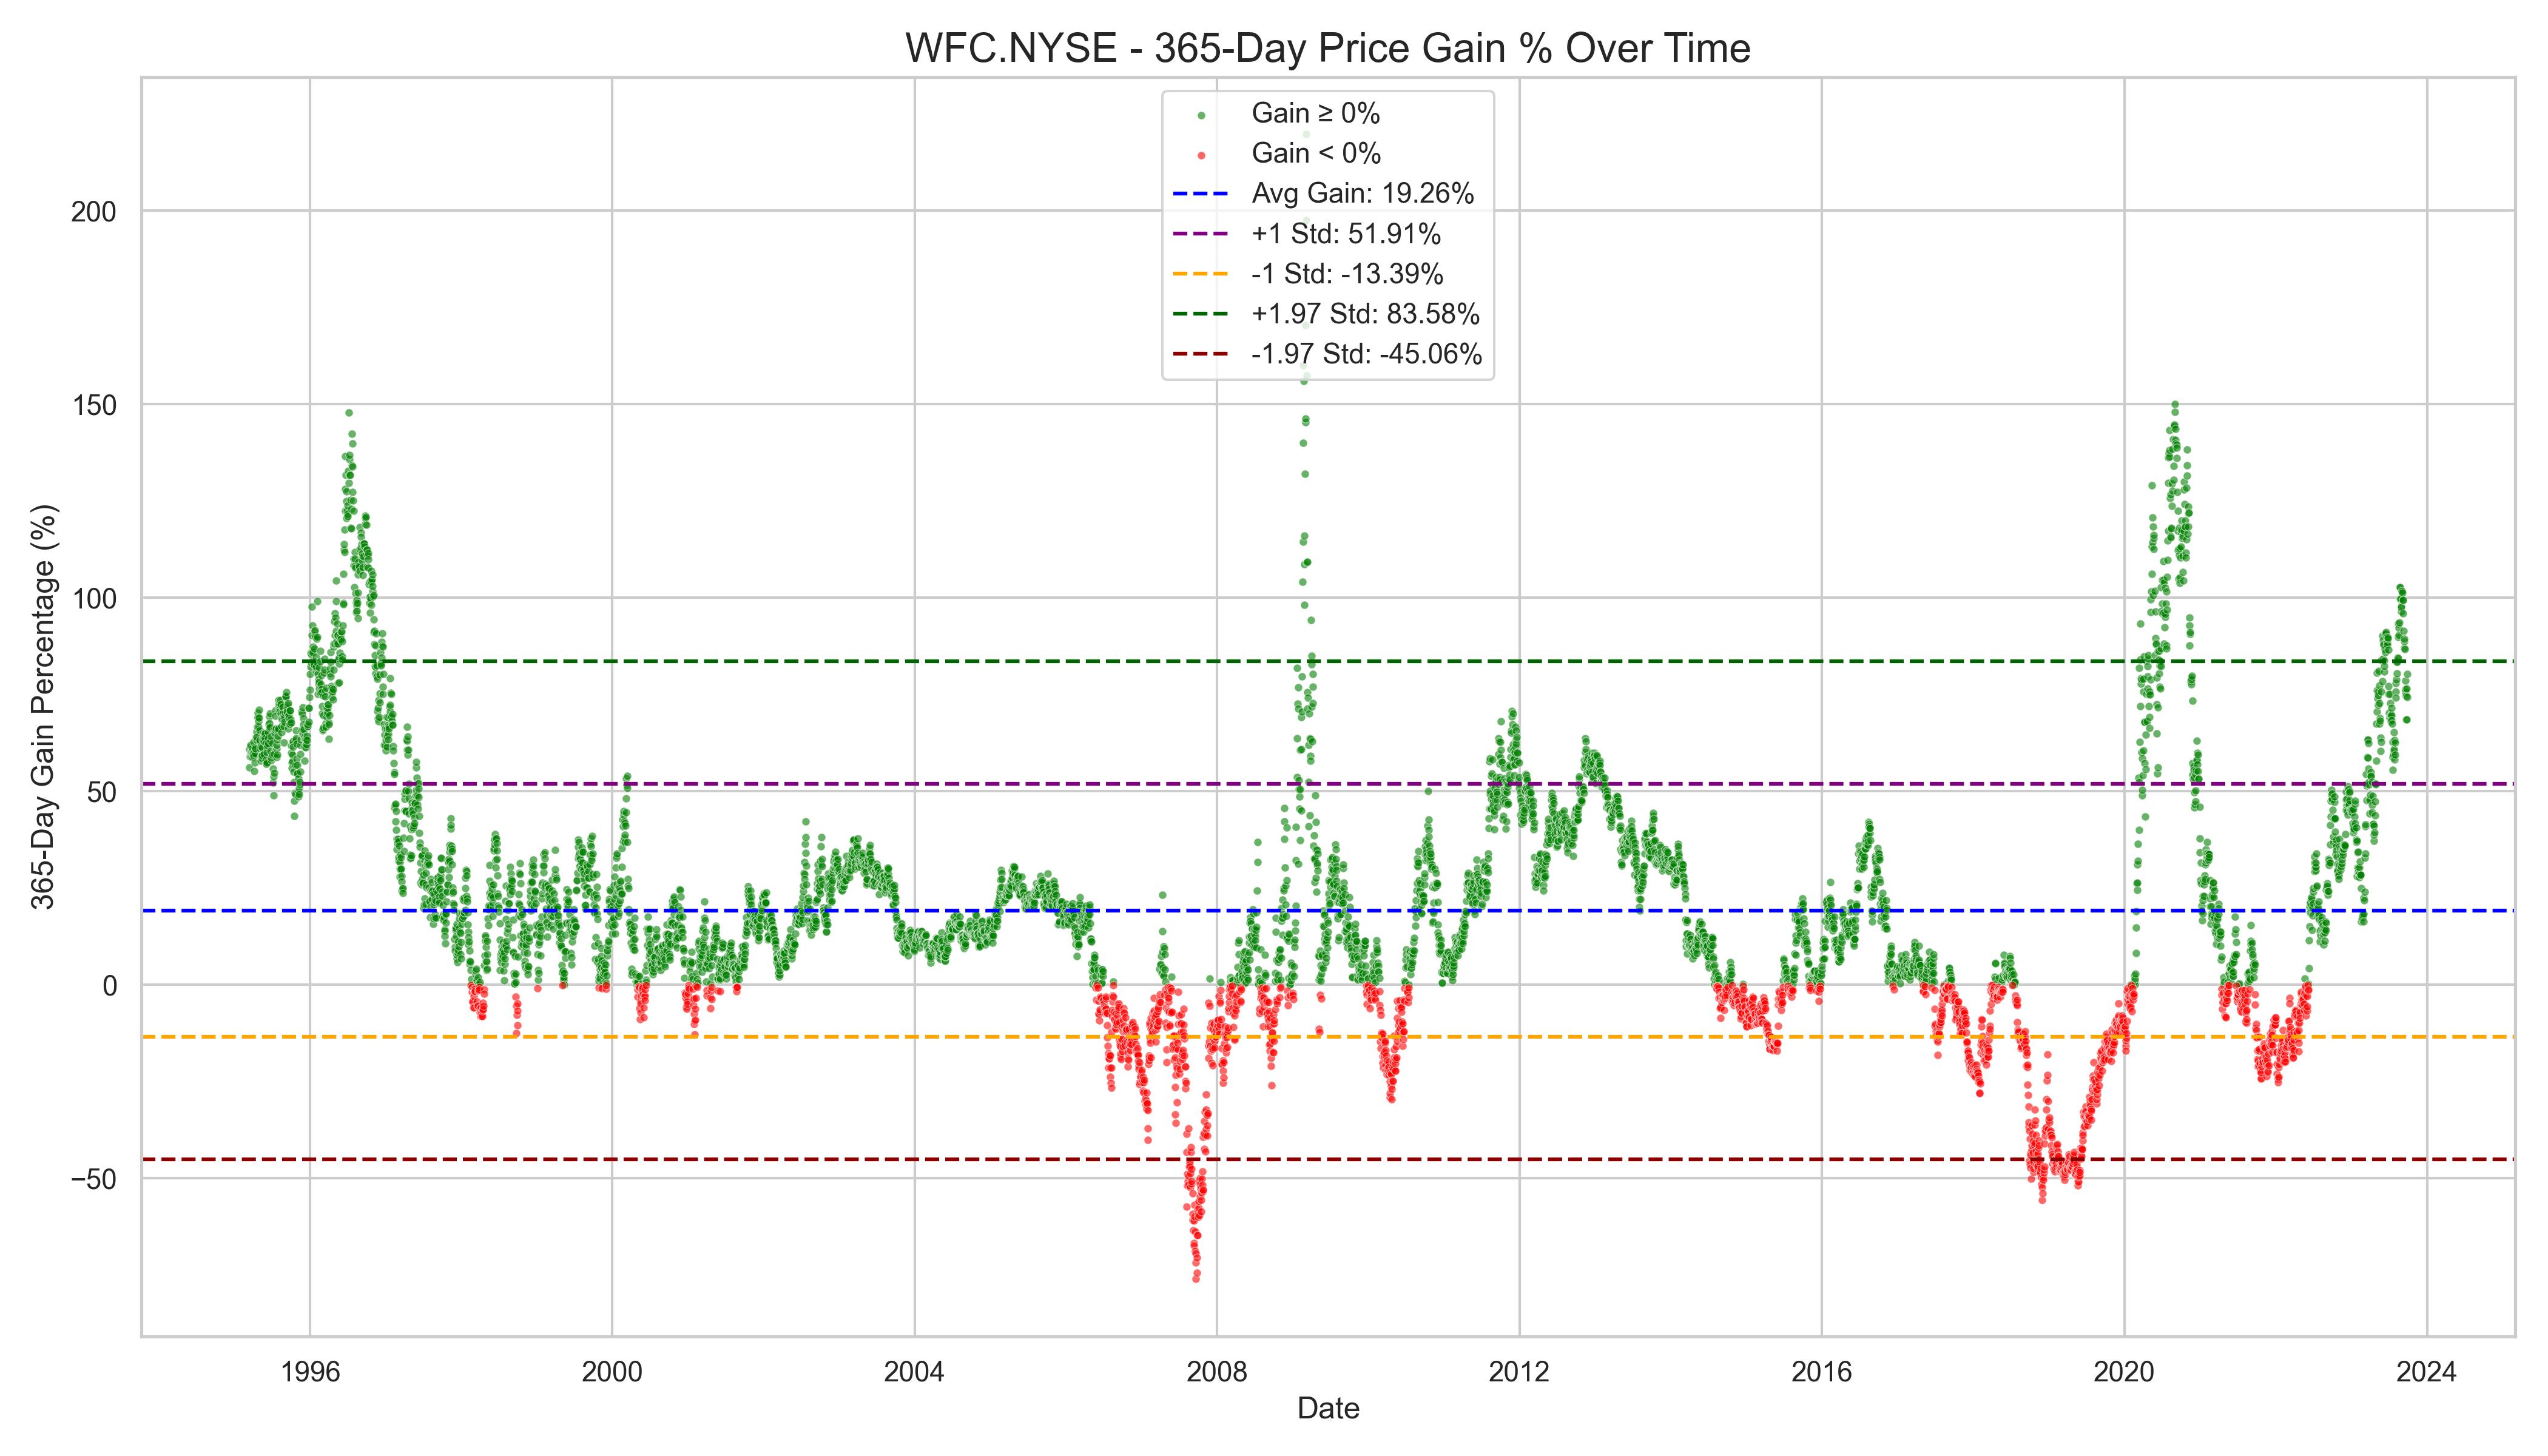 WFC.NYSE - 365-Day Price Gain % Over Time
Gain ≥ 0%
Gain < 0%
Avg Gain: 19.26%
+1 Std: 51.91%
-1 Std: -13.39%
+1.97 Std: 83.58%
-1.97 Std: -45.06%
365-Day Gain Percentage (%)
200
150
100
50
0
−50
1996
2000
2004
2008
2012
2016
2020
2024
Date